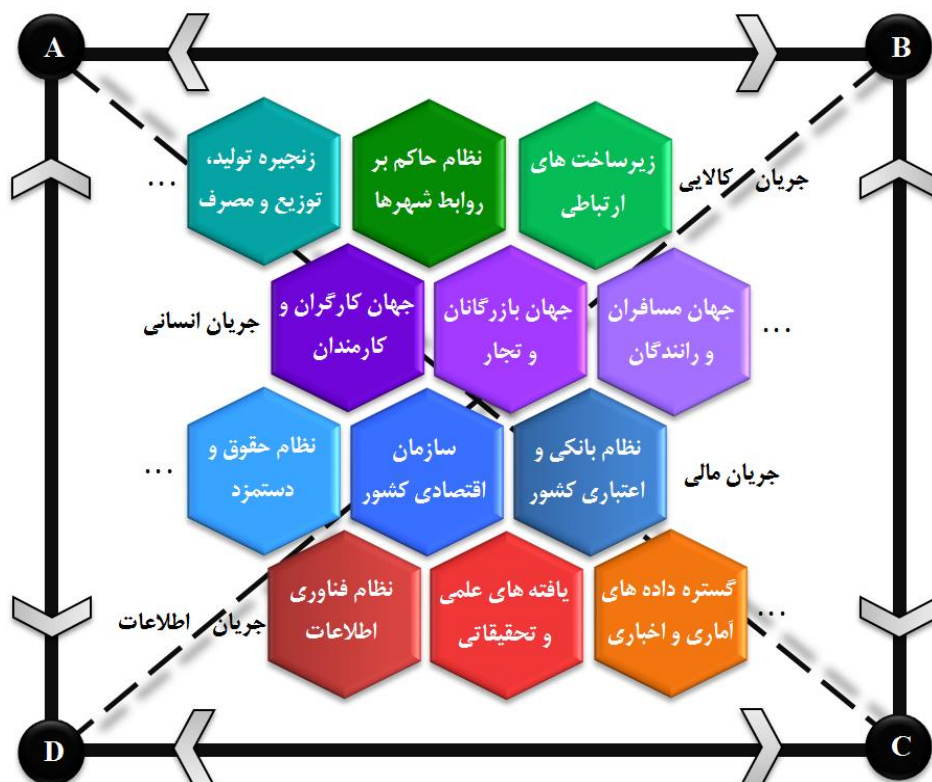 A
B
زیرساخت های
ارتباطی
نظام حاکم بر
روابط شهرها
زنجیره تولید،
توزیع و مصرف
...
جریان کالایی
جهان مسافران
و رانندگان
جهان بازرگانان
و تجار
جهان کارگران و
کارمندان
...
جریان انسانی
نظام بانکی و
اعتباری کشور
سازمان
اقتصادی کشور
نظام حقوق و
دستمزد
...
جریان مالی
گستره داده های
آماری و اخباری
یافته های علمی
و تحقیقاتی
نظام فناوری
اطلاعات
...
جریان اطلاعات
D
C